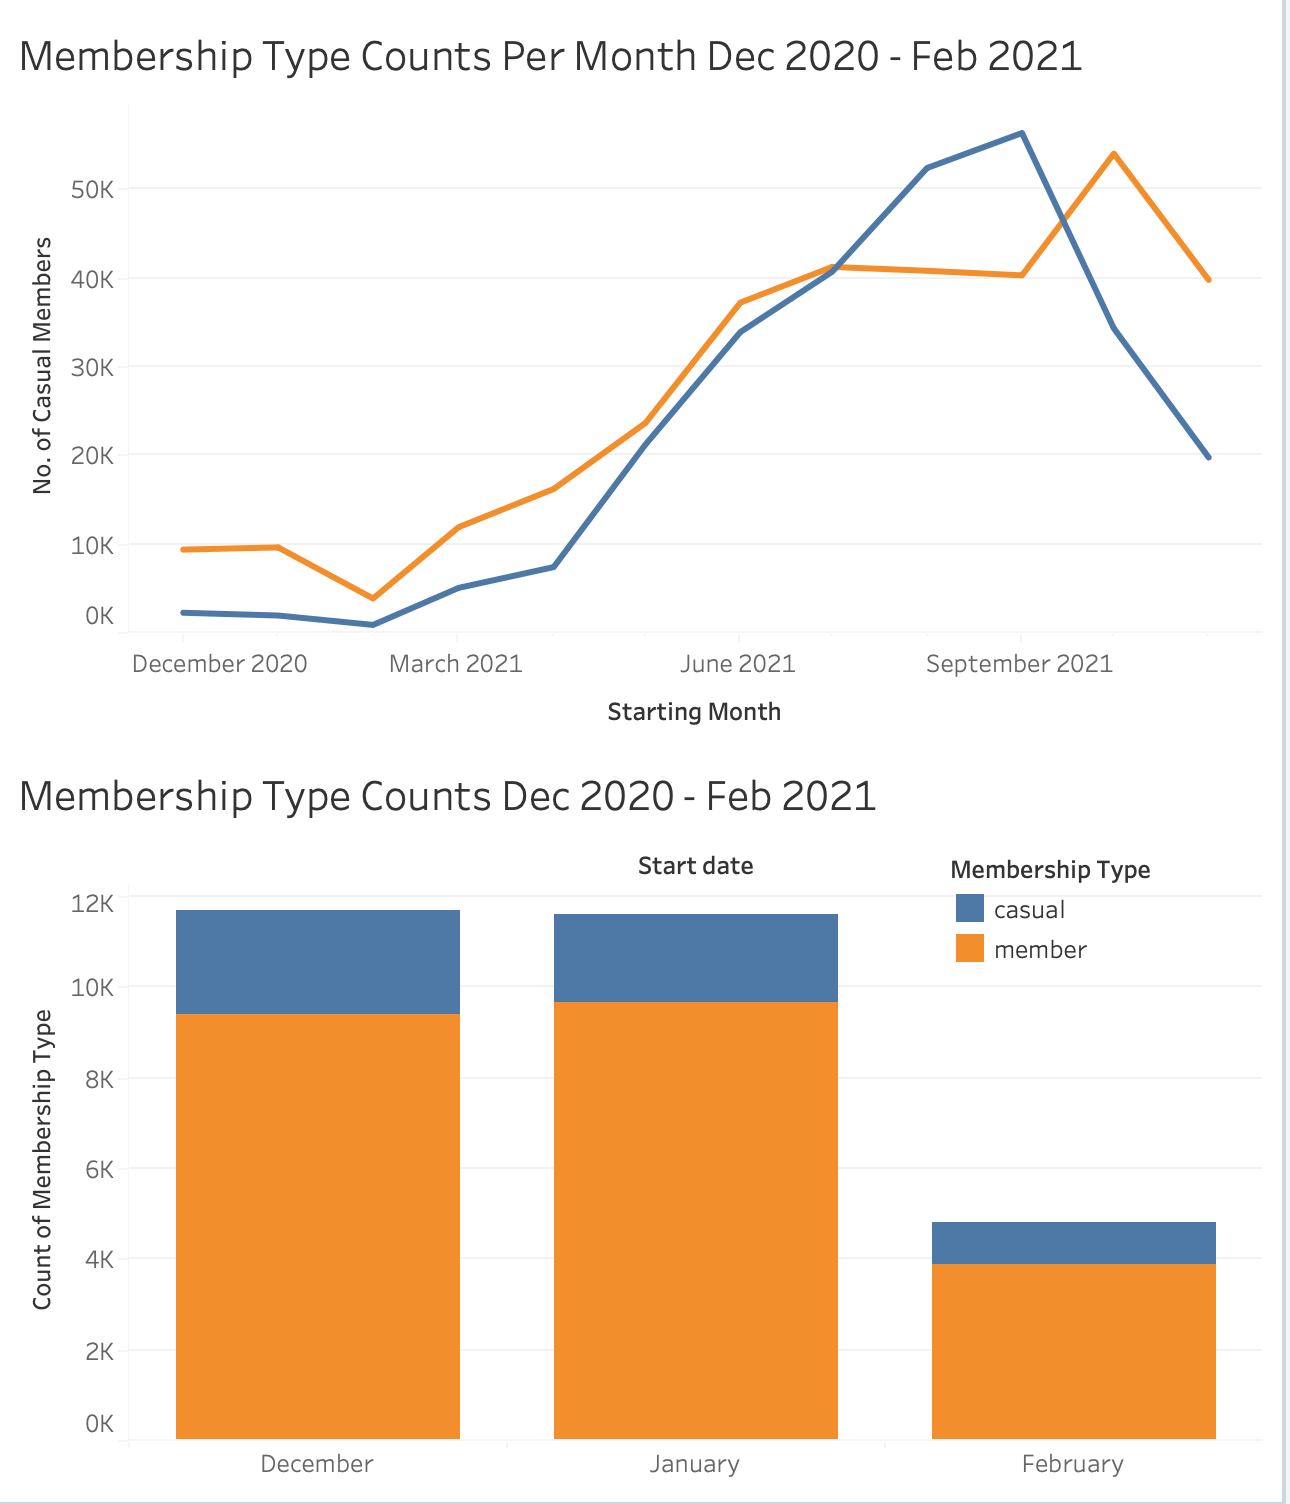 Membership Type Counts Per Month Dec 2020 - Feb 2021
No. of Casual Members
50K
40K
30K
20K
10K
0K
December 2020 March 2021 June 2021 September 2021
Starting Month
Membership Type Counts Dec 2020 - Feb 2021
Start date
Membership Type
casual
member
Count of Membership Type
12K
10K
8K
6K
4K
2K
0K
December January February